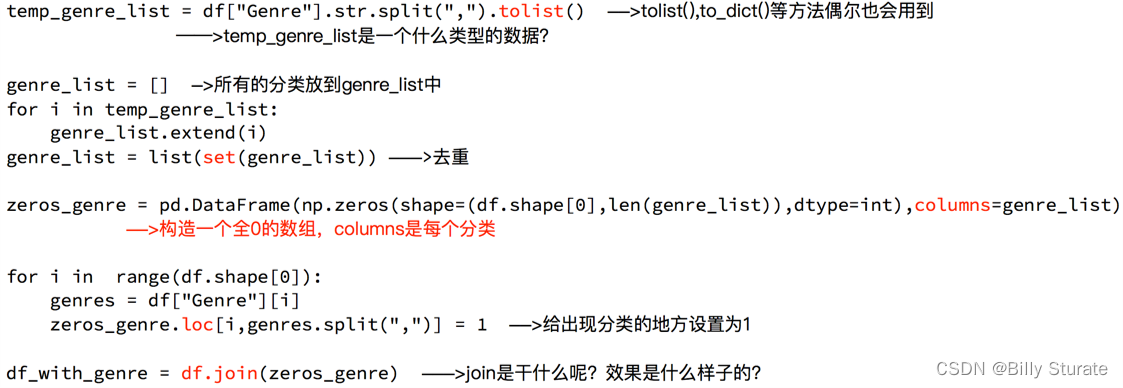 temp_genre_list = df["Genre"].str.split(",").tolist() ——>tolist(),to_dict()等方法偶尔也会用到
———>temp_genre_list是一个什么类型的数据?
genre_list = [] —>所有的分类放到genre_list中
for i in temp_genre_list:
    genre_list.extend(i)
genre_list = list(set(genre_list)) ———>去重
zeros_genre = pd.DataFrame(np.zeros(shape=(df.shape[0],len(genre_list)),dtype=int),columns=genre_list)
——>构造一个全0的数组，columns是每个分类
for i in  range(df.shape[0]):
    genres = df["Genre"][i]
    zeros_genre.loc[i,genres.split(",")] = 1 ——>给出现分类的地方设置为1
df_with_genre = df.join(zeros_genre) ———>join是干什么呢？效果是什么样子的？
CSDN @Billy Sturate